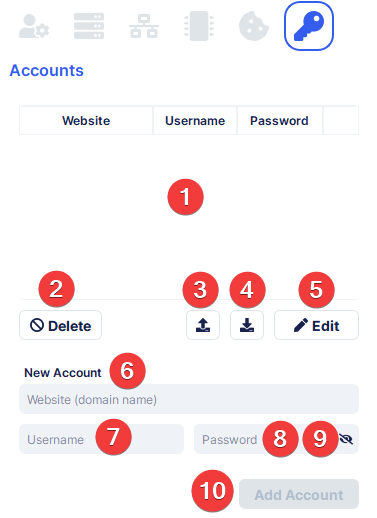 Accounts
Website Username Password
1
2 3 4 5
Delete Edit
New Account 6
Website (domain name)
Username 7 Password 8 9
10 Add Account